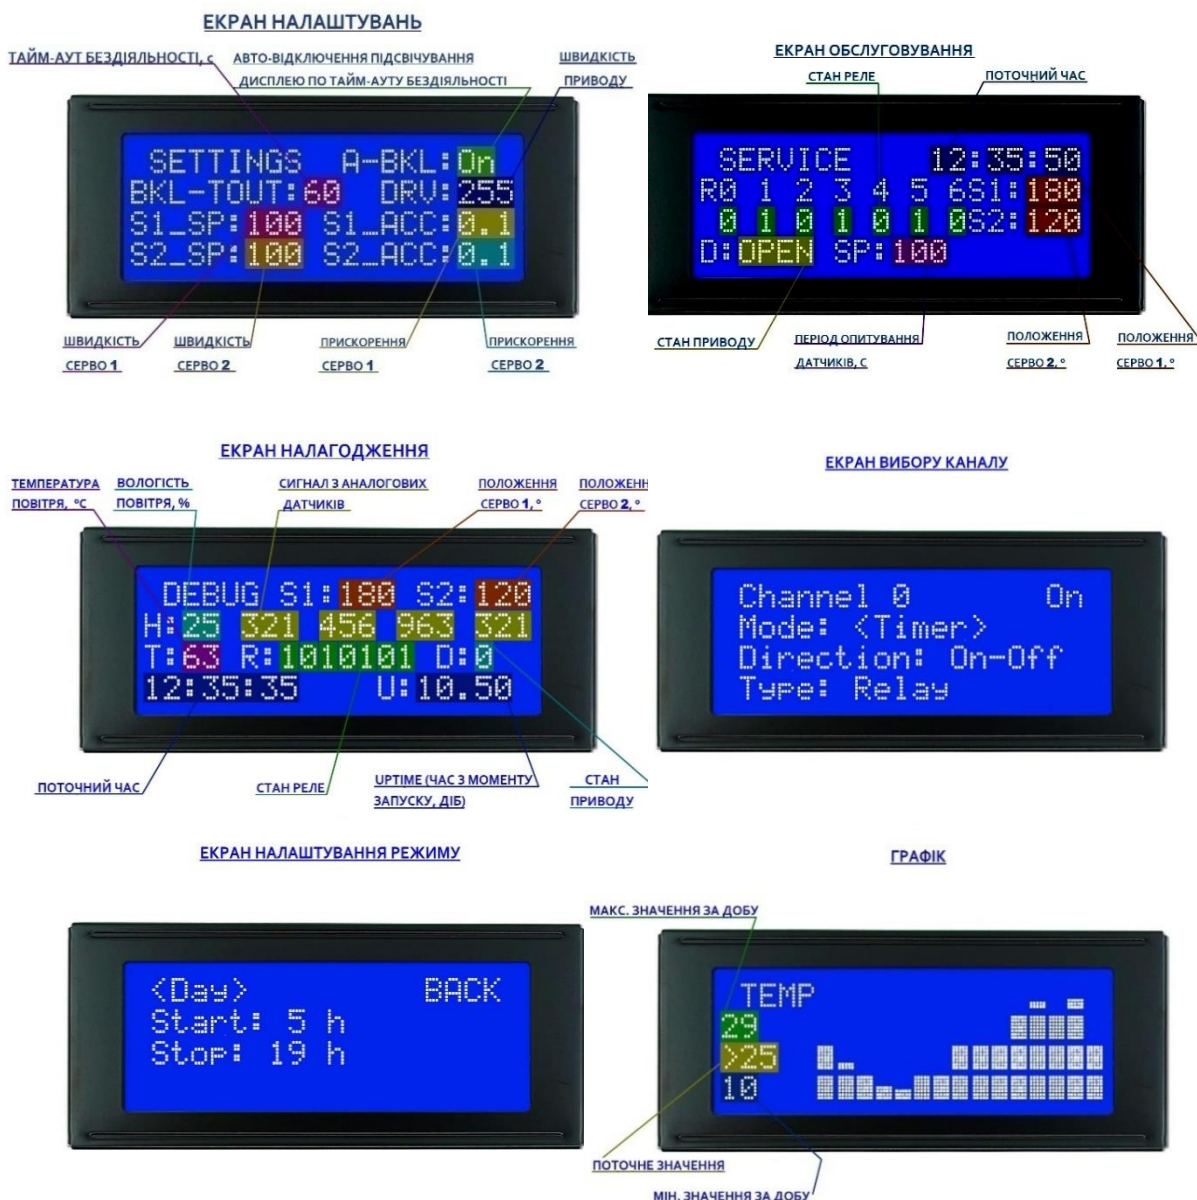 ЕКРАН НАЛАШТУВАНЬ
ТАЙМ-АУТ БЕЗДІЯЛЬНОСТІ, с
АВТО-ВІДКЛЮЧЕННЯ ПІДСВІЧУВАННЯ
ДИСПЛЕЮ ПО ТАЙМ-АУТУ БЕЗДІЯЛЬНОСТІ
ШВИДКІСТЬ
ПРИВОДУ
SETTINGS A-BKL:On
BKL-TOUT:60 DRV:255
S1_SP:100 S1_ACC:0.1
S2_SP:100 S2_ACC:0.1
ШВИДКІСТЬ
СЕРВО 1
ШВИДКІСТЬ
СЕРВО 2
ПРИСКОРЕННЯ
СЕРВО 1
ПРИСКОРЕННЯ
СЕРВО 2
ЕКРАН ОБСЛУГОВУВАННЯ
СТАН РЕЛЕ
ПОТОЧНИЙ ЧАС
SERVICE 12:35:50
R0 1 2 3 4 5 6S1:180
0 1 0 1 0 1 0S2:120
D:OPEN SP:100
СТАН ПРИВОДУ
ПЕРІОД ОПИТУВАННЯ
ДАТЧИКІВ, С
ПОЛОЖЕННЯ
СЕРВО 2, °
ПОЛОЖЕННЯ
СЕРВО 1, °
ЕКРАН НАЛАГОДЖЕННЯ
ТЕМПЕРАТУРА
ПОВІТРЯ, °С
ВОЛОГІСТЬ
ПОВІТРЯ, %
СИГНАЛ З АНАЛОГОВИХ
ДАТЧИКІВ
ПОЛОЖЕННЯ
СЕРВО 1, °
ПОЛОЖЕНН
СЕРВО 2, °
DEBUG S1:180 S2:120
H:25 321 456 963 321
T:63 R:1010101 D:0
12:35:35 U:10.50
ПОТОЧНИЙ ЧАС
СТАН РЕЛЕ
UPTIME (ЧАС З МОМЕНТУ
ЗАПУСКУ, ДІБ)
СТАН
ПРИВОДУ
ЕКРАН ВИБОРУ КАНАЛУ
Channel 0 On
Mode: <Timer>
Direction: On-Off
Type: Relay
ЕКРАН НАЛАШТУВАННЯ РЕЖИМУ
<Day> BACK
Start: 5 h
Stop: 19 h
ГРАФІК
МАКС. ЗНАЧЕННЯ ЗА ДОБУ
TEMP
29
>25
10
ПОТОЧНЕ ЗНАЧЕННЯ
МІН. ЗНАЧЕННЯ ЗА ДОБУ